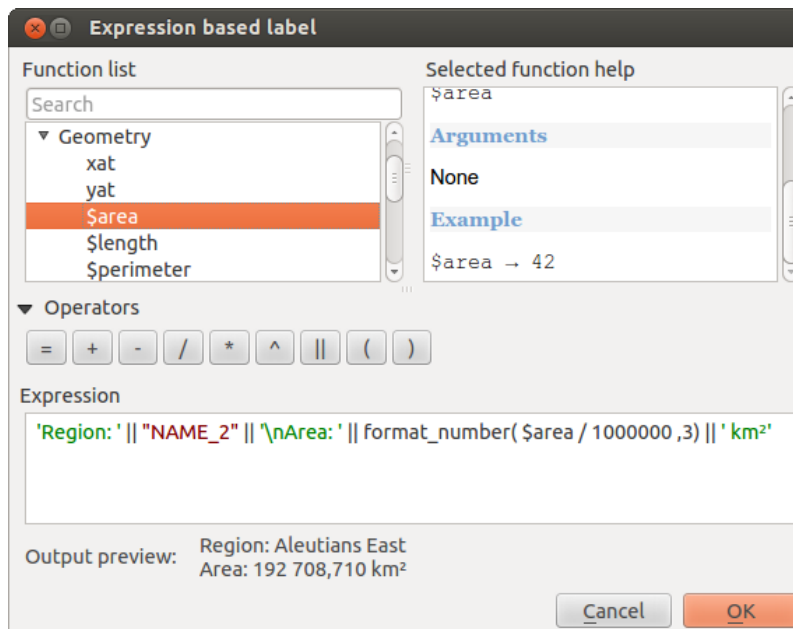 Expression based label
Function list
Search
Geometry
xat
yat
$area
$length
$perimeter
Selected function help
$area
Arguments
None
Example
$area → 42
Operators
= + - / * ^ || ( )
Expression
'Region: ' || "NAME_2" || '\nArea: ' || format_number( $area / 1000000 ,3) || ' km²'
Output preview:
Region: Aleutians East
Area: 192 708,710 km²
Cancel
OK